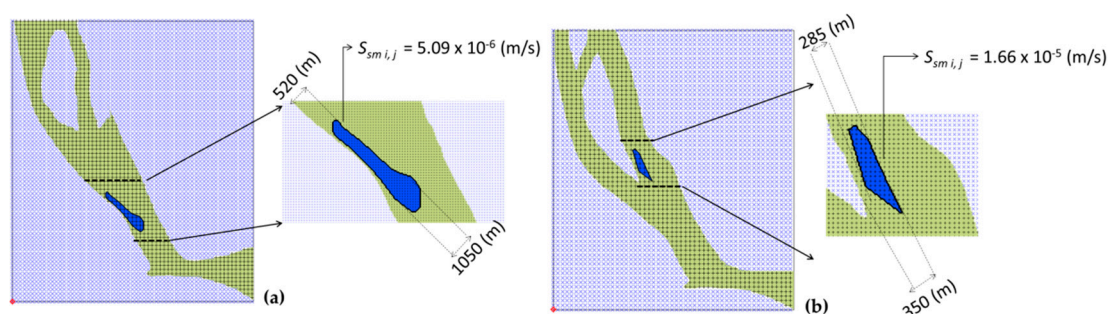 520 (m)
S_sm i, j = 5.09 x 10⁻⁶ (m/s)
1050 (m)
(a)
285 (m)
S_sm i, j = 1.66 x 10⁻⁵ (m/s)
350 (m)
(b)